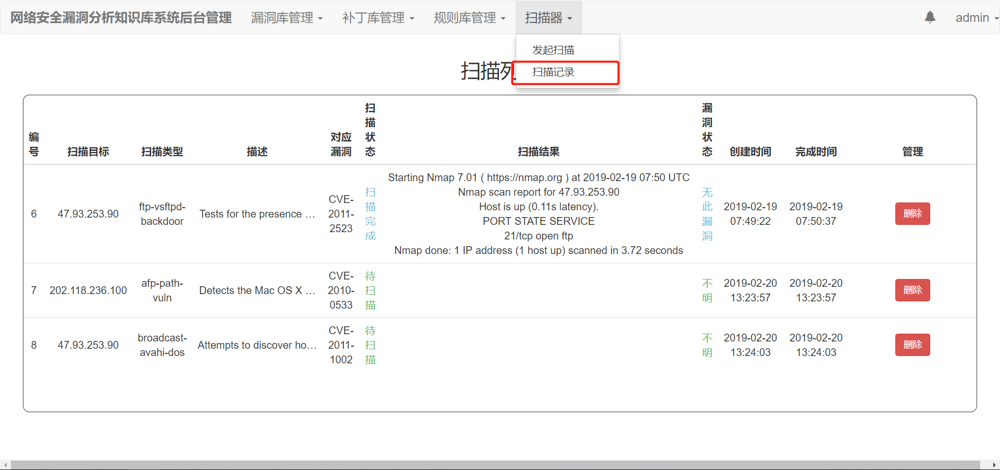 网络安全漏洞分析知识库系统后台管理 漏洞库管理 补丁库管理 规则库管理 扫描器 admin
发起扫描
扫描记录
扫描列
编号 扫描目标 扫描类型 描述 对应漏洞 扫描状态 扫描结果 漏洞状态 创建时间 完成时间 管理
6 47.93.253.90 ftp-vsftpd-backdoor Tests for the presence … CVE-2011-2523 扫描完成
Starting Nmap 7.01 ( https://nmap.org ) at 2019-02-19 07:50 UTC
Nmap scan report for 47.93.253.90
Host is up (0.11s latency).
PORT STATE SERVICE
21/tcp open ftp
Nmap done: 1 IP address (1 host up) scanned in 3.72 seconds
无此漏洞 2019-02-19 07:49:22 2019-02-19 07:50:37 删除
7 202.118.236.100 afp-path-vuln Detects the Mac OS X … CVE-2010-0533 待扫描 不明 2019-02-20 13:23:57 2019-02-20 13:23:57 删除
8 47.93.253.90 broadcast-avahi-dos Attempts to discover ho… CVE-2011-1002 待扫描 不明 2019-02-20 13:24:03 2019-02-20 13:24:03 删除